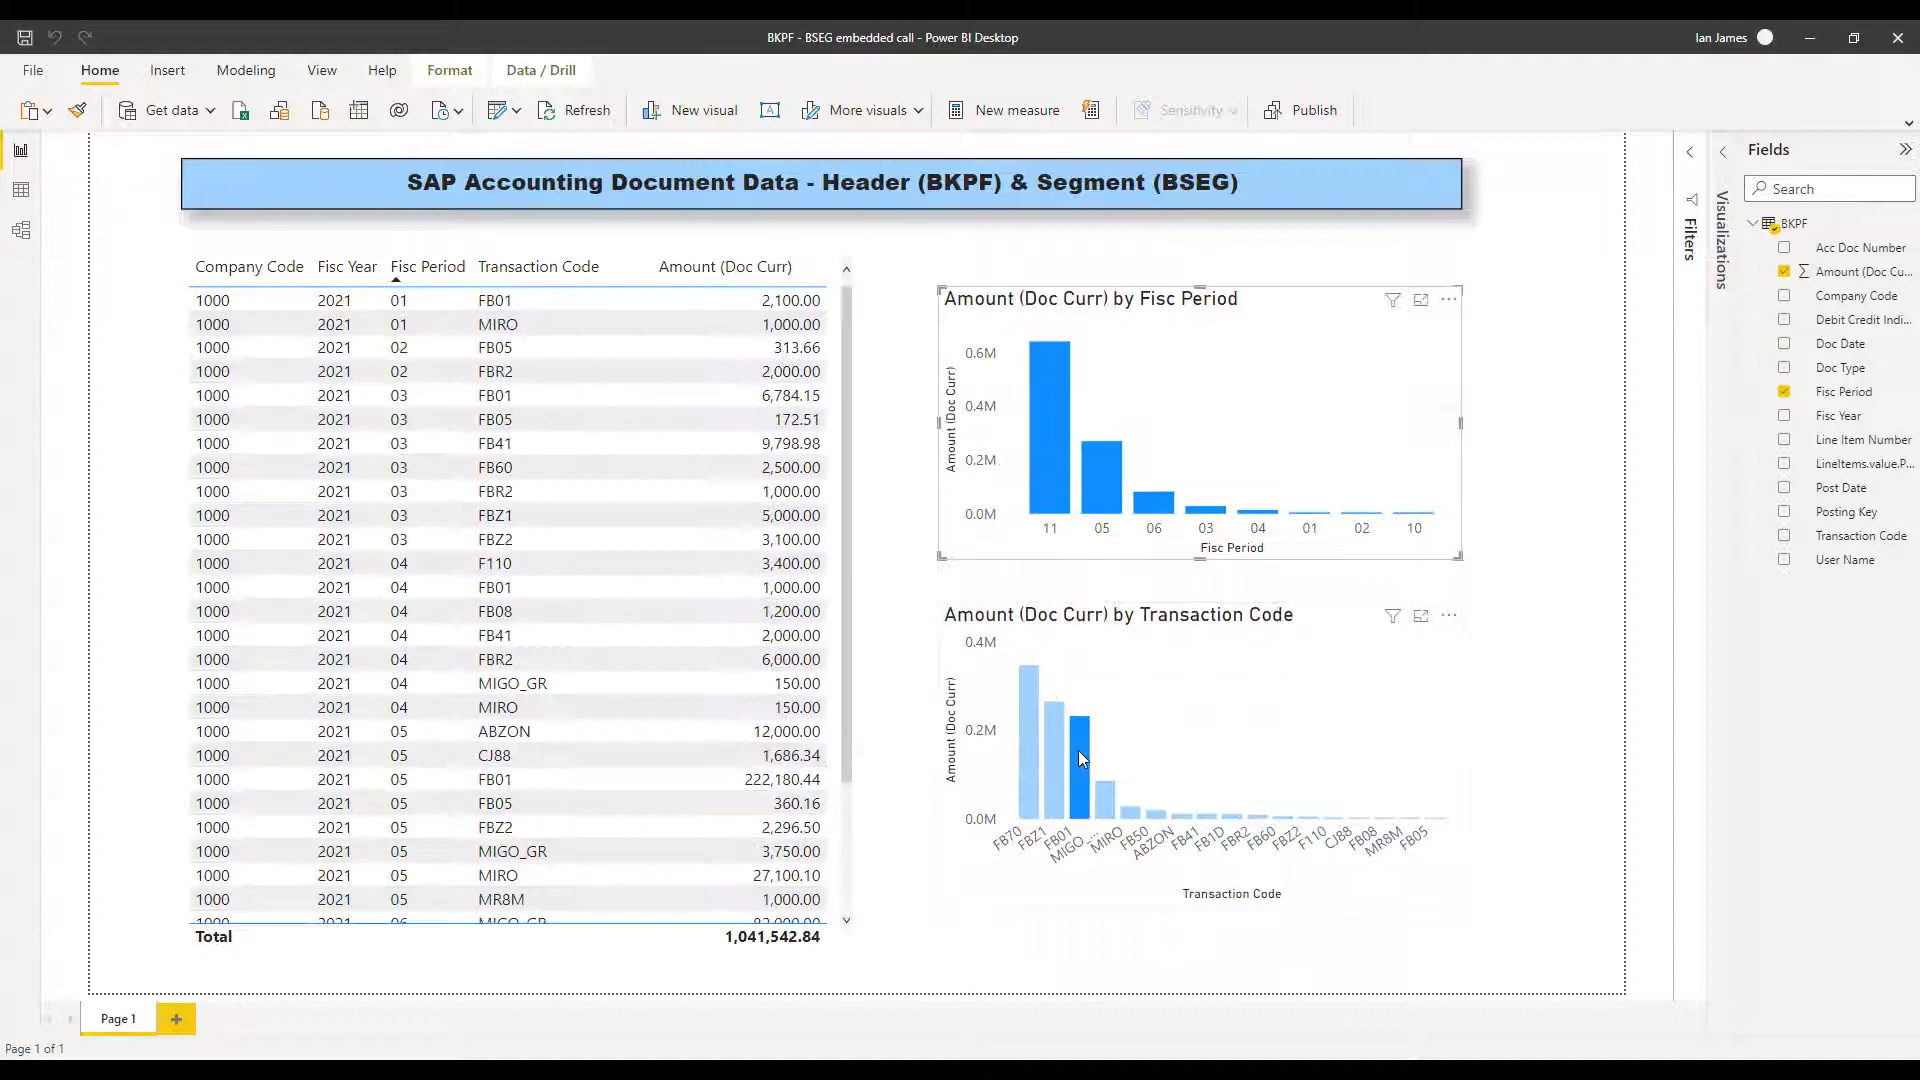 BKPF - BSEG embedded call - Power BI Desktop
Ian James
File Home Insert Modeling View Help Format Data / Drill
Get data Refresh New visual A More visuals New measure Sensitivity Publish
SAP Accounting Document Data - Header (BKPF) & Segment (BSEG)
Company Code Fisc Year Fisc Period Transaction Code Amount (Doc Curr)
1000 2021 01 FB01 2,100.00
1000 2021 01 MIRO 1,000.00
1000 2021 02 FB05 313.66
1000 2021 02 FBR2 2,000.00
1000 2021 03 FB01 6,784.15
1000 2021 03 FB05 172.51
1000 2021 03 FB41 9,798.98
1000 2021 03 FB60 2,500.00
1000 2021 03 FBR2 1,000.00
1000 2021 03 FBZ1 5,000.00
1000 2021 03 FBZ2 3,100.00
1000 2021 04 F110 3,400.00
1000 2021 04 FB01 1,000.00
1000 2021 04 FB08 1,200.00
1000 2021 04 FB41 2,000.00
1000 2021 04 FBR2 6,000.00
1000 2021 04 MIGO_GR 150.00
1000 2021 04 MIRO 150.00
1000 2021 05 ABZON 12,000.00
1000 2021 05 CJ88 1,686.34
1000 2021 05 FB01 222,180.44
1000 2021 05 FB05 360.16
1000 2021 05 FBZ2 2,296.50
1000 2021 05 MIGO_GR 3,750.00
1000 2021 05 MIRO 27,100.10
1000 2021 05 MR8M 1,000.00
1000 2021 06 MIGO_GR
Total 1,041,542.84
Amount (Doc Curr) by Fisc Period
Amount (Doc Curr)
0.6M
0.4M
0.2M
0.0M
11 05 06 03 04 01 02 10
Fisc Period
Amount (Doc Curr) by Transaction Code
Amount (Doc Curr)
0.4M
0.2M
0.0M
FB70 FBZ1 FB01 MIGO_... MIRO FB50 ABZON FB41 FB1D FBR2 FB60 FBZ2 F110 CJ88 FB08 MR8M FB05
Transaction Code
Filters
Visualizations
Fields
Search
BKPF
Acc Doc Number
Amount (Doc Cu...
Company Code
Debit Credit Indi...
Doc Date
Doc Type
Fisc Period
Fisc Year
Line Item Number
LineItems.value.P...
Post Date
Posting Key
Transaction Code
User Name
Page 1
Page 1 of 1